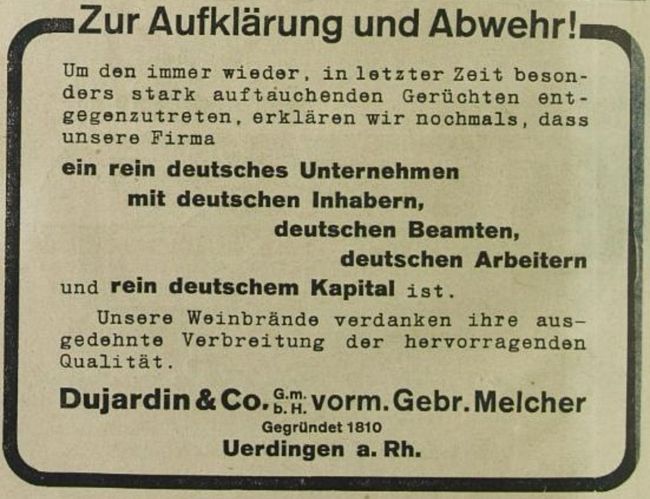 Zur Aufklärung und Abwehr!
Um den immer wieder, in letzter Zeit beson-
ders stark auftauchenden Gerüchten ent-
gegenzutreten, erklären wir nochmals, dass
unsere Firma
ein rein deutsches Unternehmen
mit deutschen Inhabern,
deutschen Beamten,
deutschen Arbeitern
und rein deutschem Kapital ist.
Unsere Weinbrände verdanken ihre aus-
gedehnte Verbreitung der hervorragenden
Qualität.
Dujardin & Co. G.m.b.H. vorm. Gebr. Melcher
Gegründet 1810
Uerdingen a. Rh.